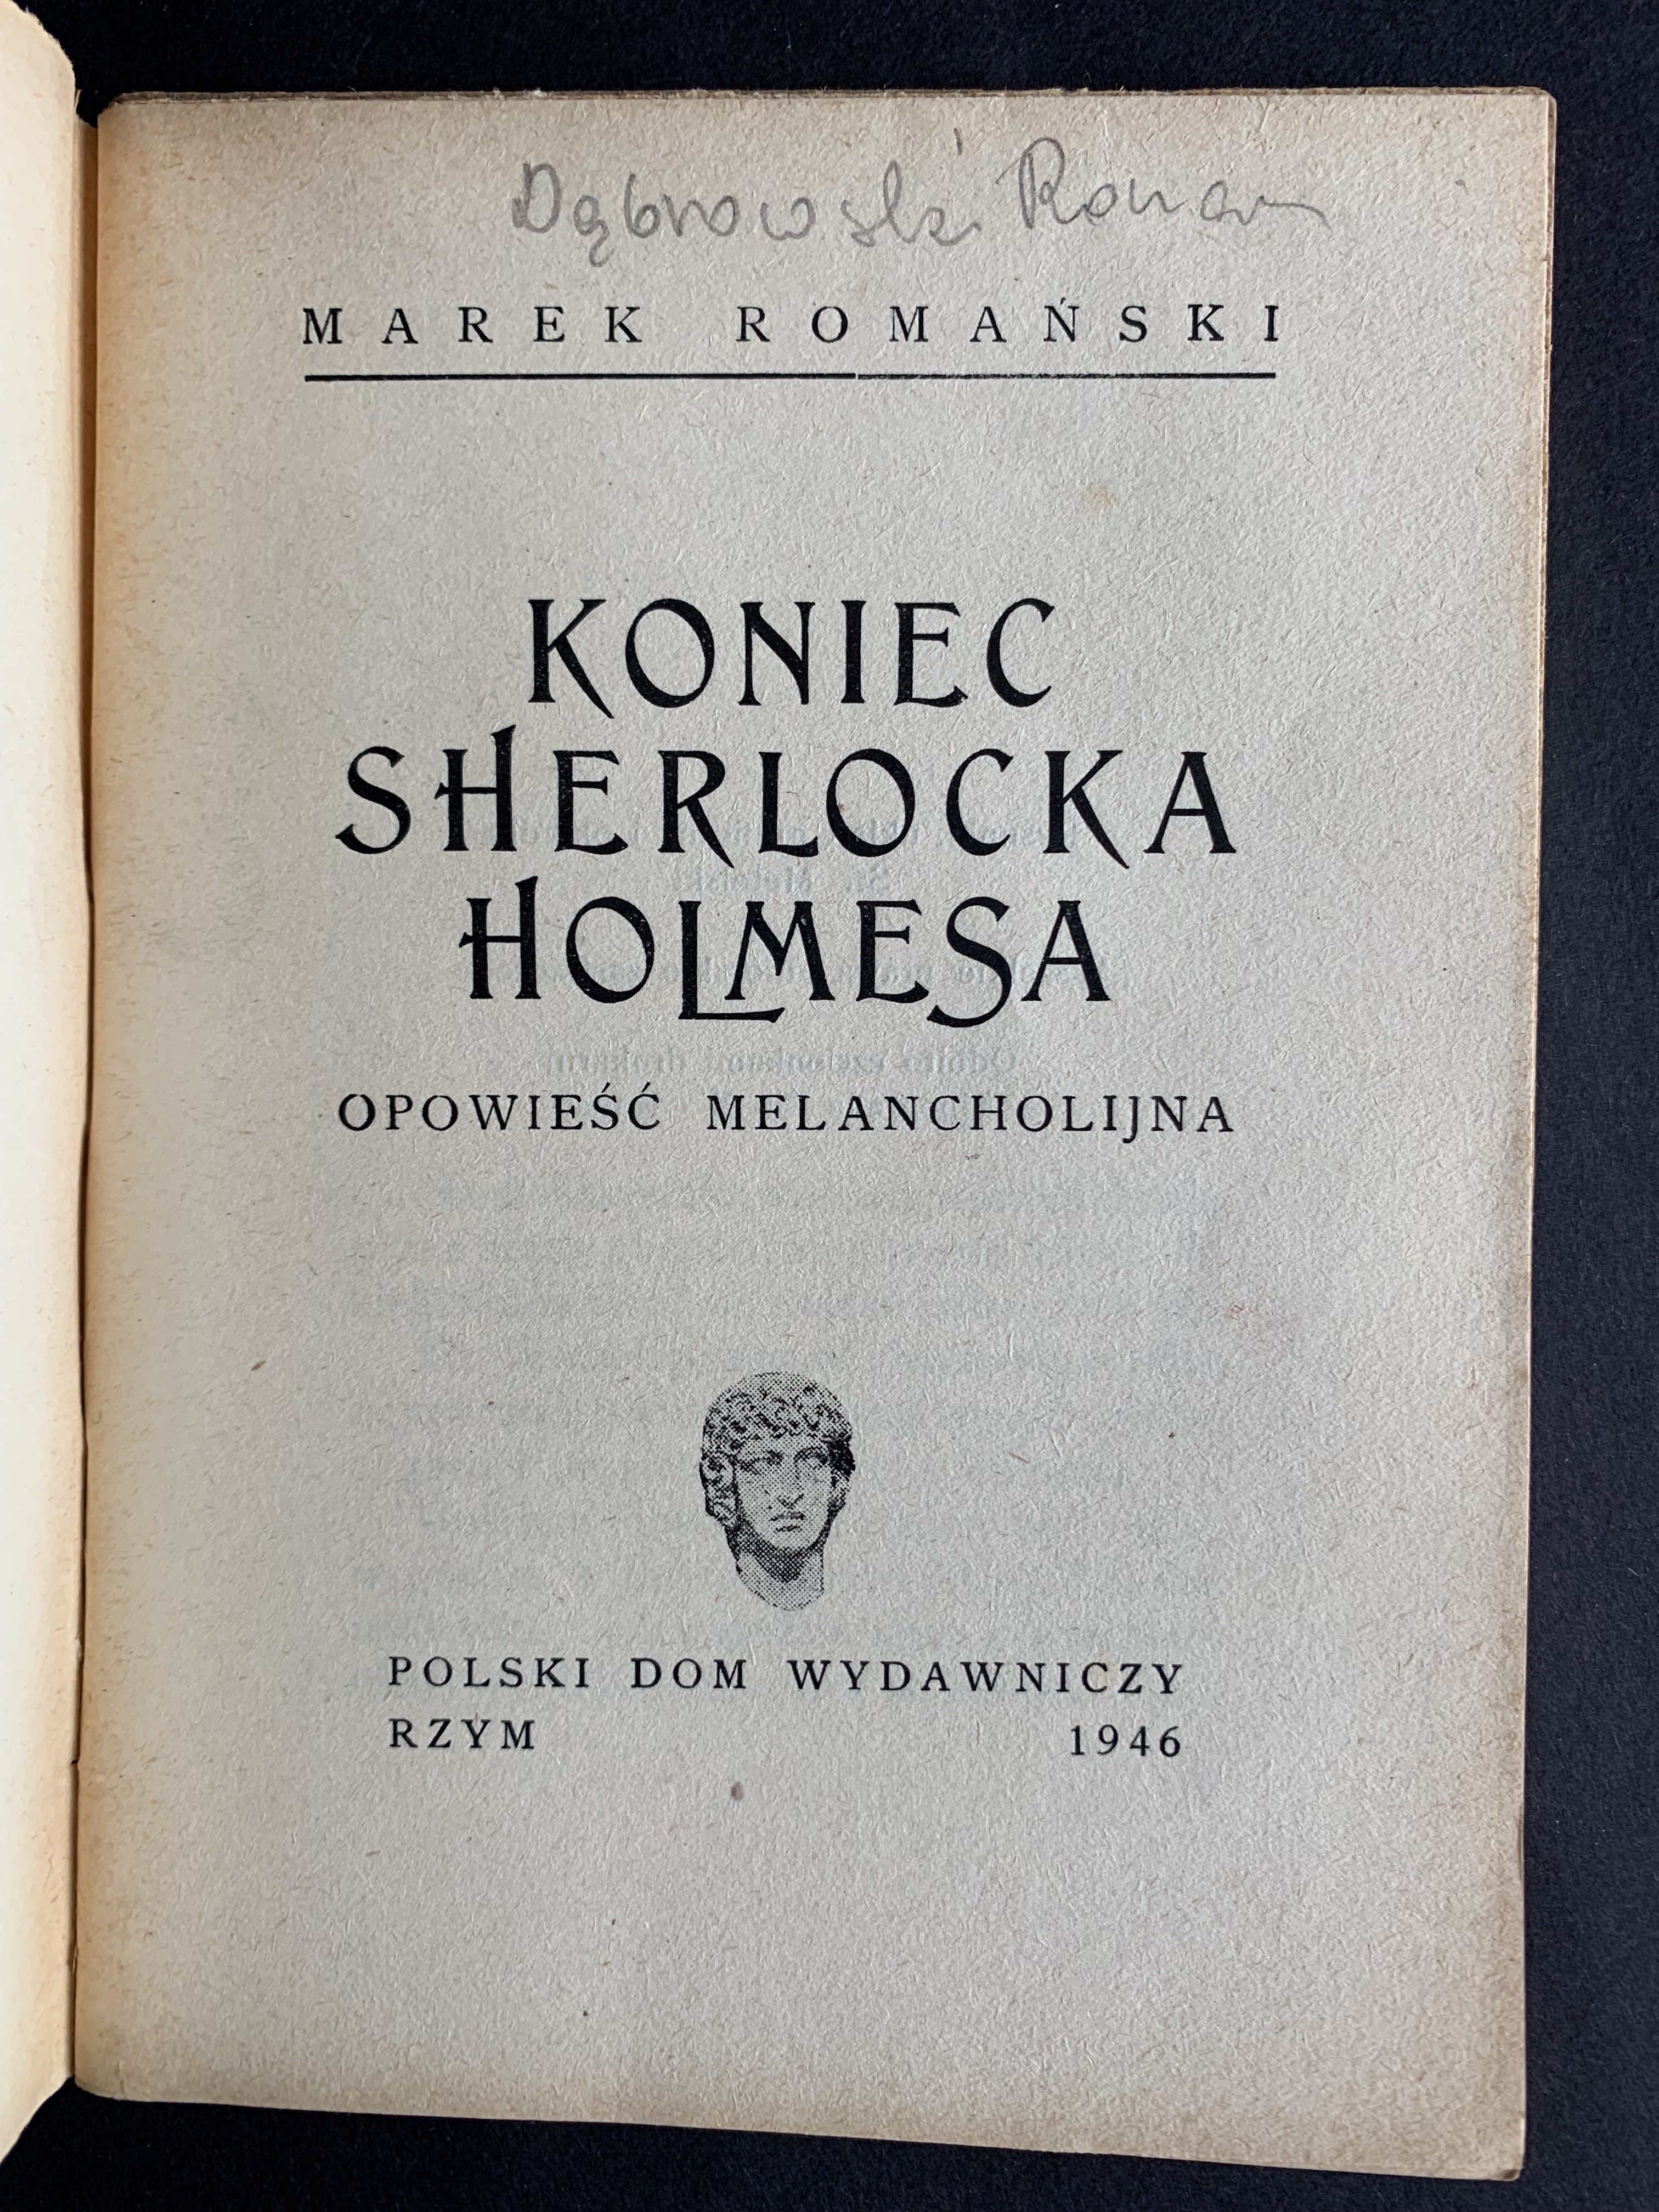 Dąbrowski Roman
MAREK ROMAŃSKI
KONIEC
SHERLOCKA
HOLMESA
OPOWIEŚĆ MELANCHOLIJNA
POLSKI DOM WYDAWNICZY
RZYM 1946